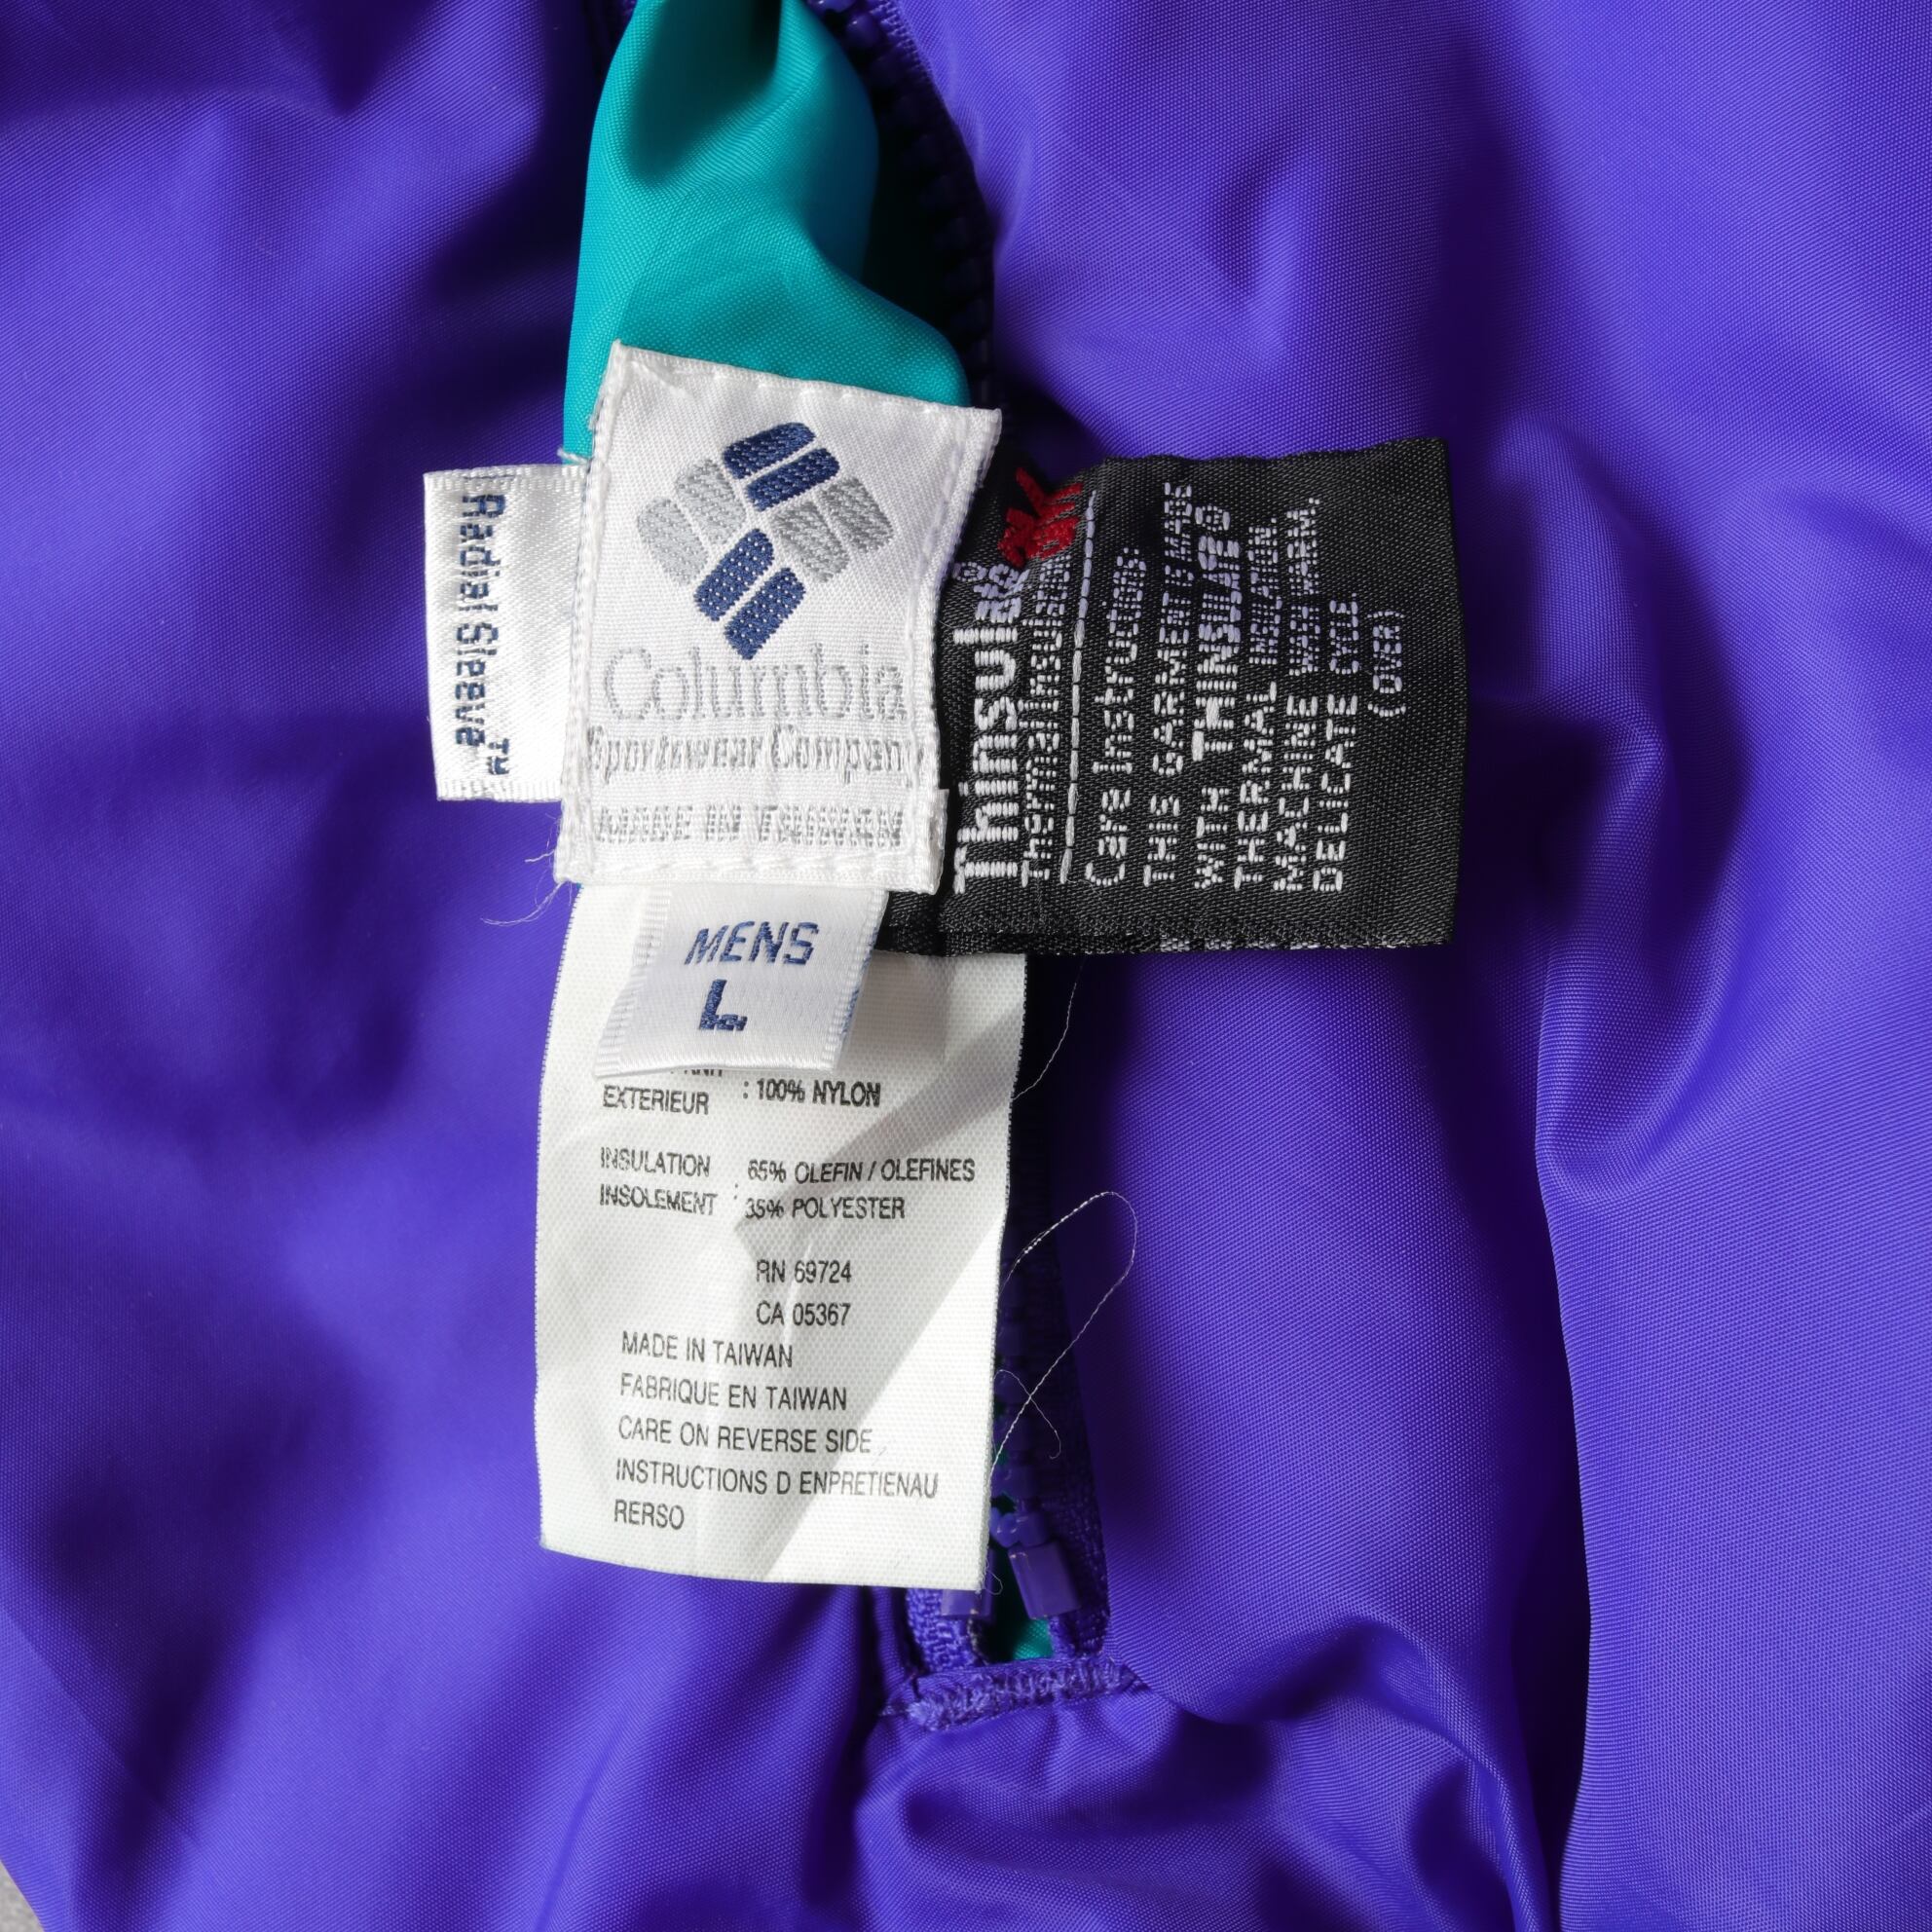 Radial Sleeve™
Columbia
Sportswear Company
MADE IN TAIWAN
MENS
L
3M
Thinsulate
Thermal Insulation
Care Instructions:
THIS GARMENT MADE
WITH THINSULATE®
THERMAL INSULATION.
MACHINE WASH WARM,
DELICATE CYCLE
(OVER)
EXTERIEUR : 100% NYLON
INSULATION : 65% OLEFIN / OLEFINES
INSOLEMENT 35% POLYESTER
RN 69724
CA 05367
MADE IN TAIWAN
FABRIQUE EN TAIWAN
CARE ON REVERSE SIDE
INSTRUCTIONS D ENPRETIENAU
RERSO